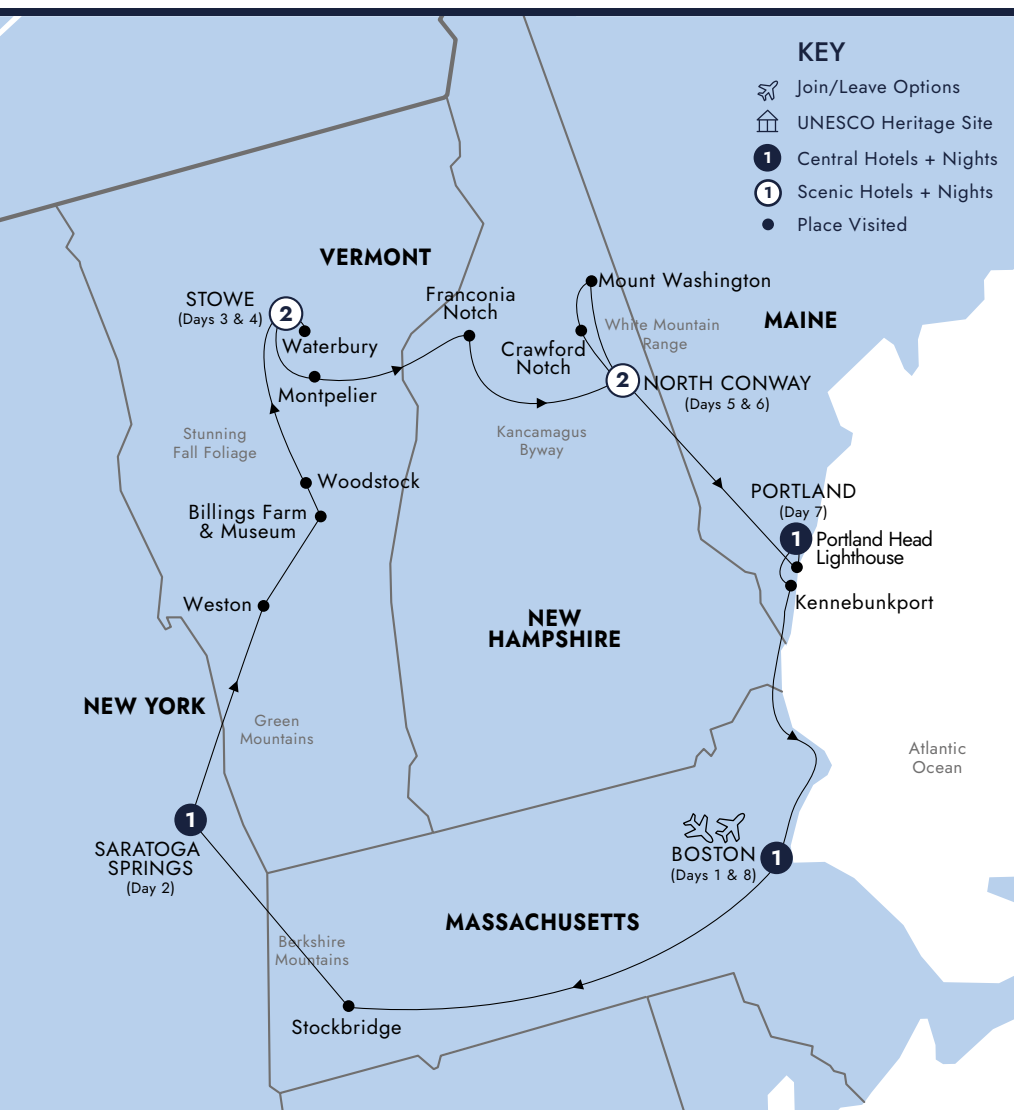 KEY
Join/Leave Options
UNESCO Heritage Site
1 Central Hotels + Nights
1 Scenic Hotels + Nights
Place Visited
VERMONT
STOWE
(Days 3 & 4)
2
Waterbury
Montpelier
Franconia
Notch
Mount Washington
White Mountain
Range
Crawford
Notch
MAINE
2
NORTH CONWAY
(Days 5 & 6)
Kancamagus
Byway
Stunning
Fall Foliage
Woodstock
Billings Farm
& Museum
Weston
PORTLAND
(Day 7)
1
Portland Head
Lighthouse
Kennebunkport
NEW
HAMPSHIRE
NEW YORK
Green
Mountains
Atlantic
Ocean
1
SARATOGA
SPRINGS
(Day 2)
BOSTON
(Days 1 & 8)
1
MASSACHUSETTS
Berkshire
Mountains
Stockbridge